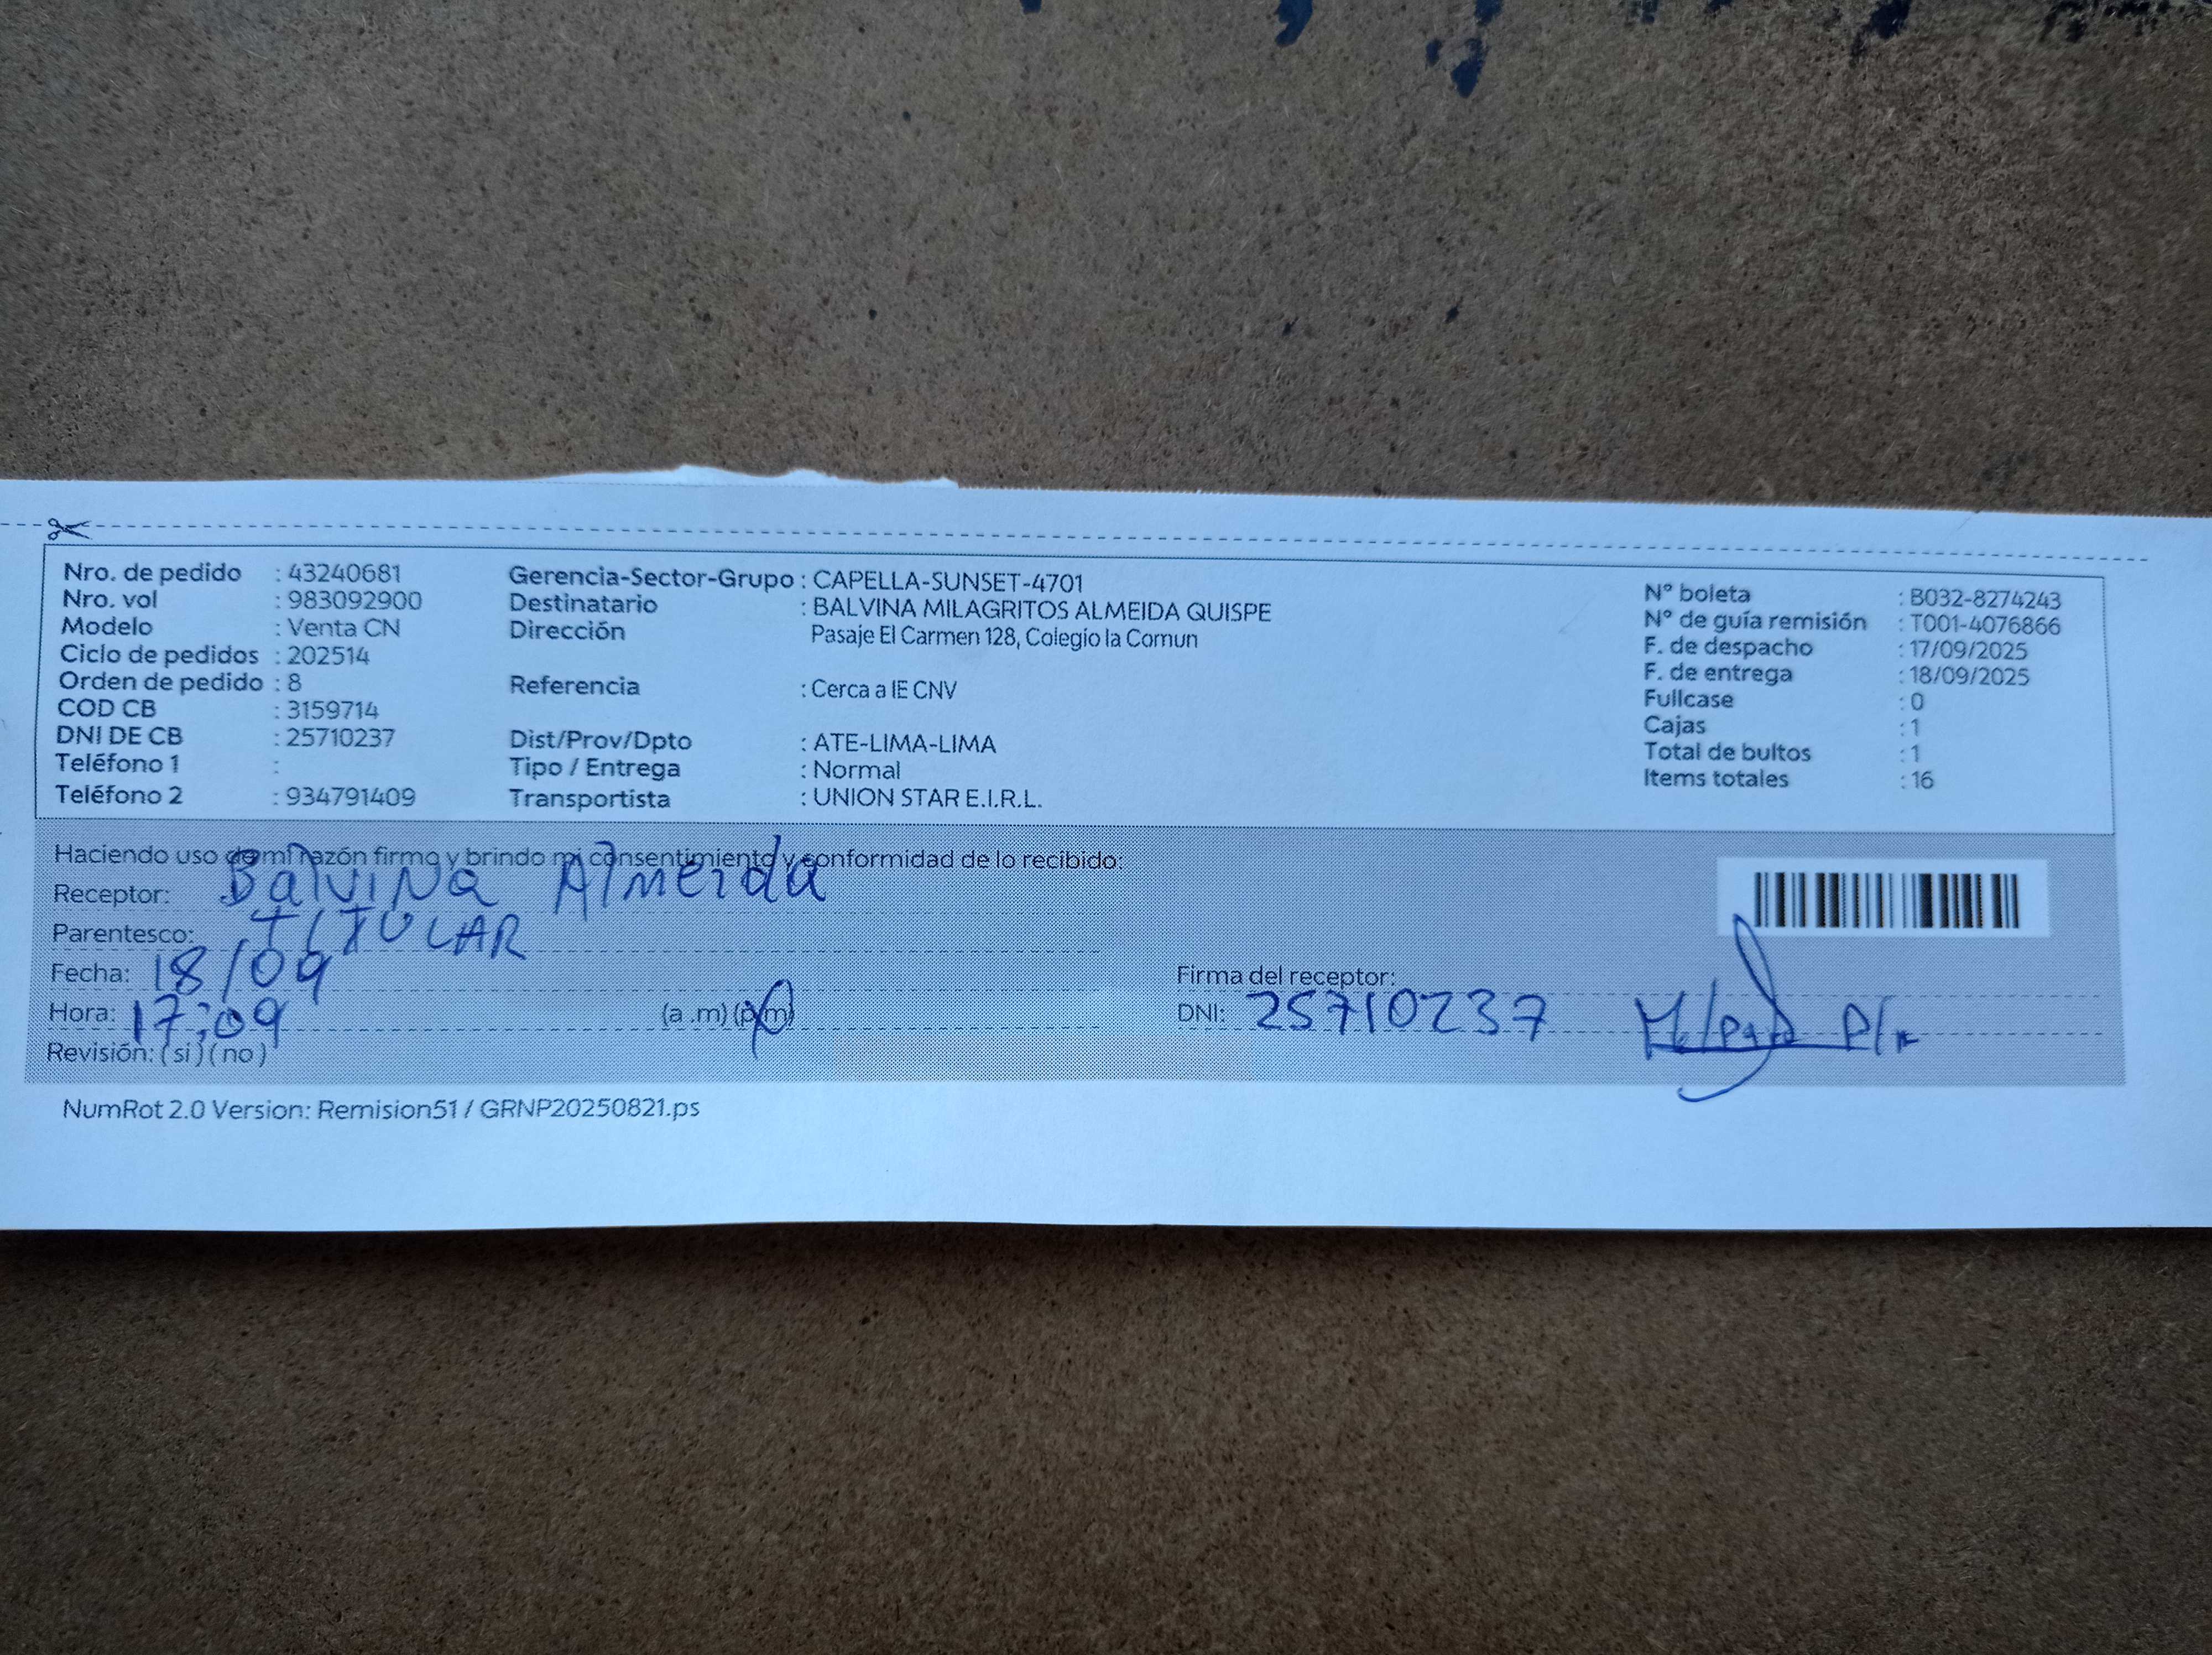 Nro. de pedido : 43240681
Nro. vol : 983092900
Modelo : Venta CN
Ciclo de pedidos : 202514
Orden de pedido : 8
COD CB : 3159714
DNI DE CB : 25710237
Teléfono 1 :
Teléfono 2 : 934791409
Gerencia-Sector-Grupo : CAPELLA-SUNSET-4701
Destinatario : BALVINA MILAGRITOS ALMEIDA QUISPE
Dirección Pasaje El Carmen 128, Colegio la Comun
Referencia : Cerca a IE CNV
Dist/Prov/Dpto : ATE-LIMA-LIMA
Tipo / Entrega : Normal
Transportista : UNION STAR E.I.R.L.
N° boleta : B032-8274243
N° de guía remisión : T001-4076866
F. de despacho : 17/09/2025
F. de entrega : 18/09/2025
Fullcase : 0
Cajas : 1
Total de bultos : 1
Items totales : 16
Haciendo uso de mi razón firmo y brindo mi consentimiento y conformidad de lo recibido:
Receptor: Balvina Almeida
Parentesco: TITULAR
Fecha: 18/09
Hora: 17:09 (a .m) (p.m)
Revisión: ( si ) ( no )
Firma del receptor:
DNI: 25710237
NumRot 2.0 Version: Remision51 / GRNP20250821.ps